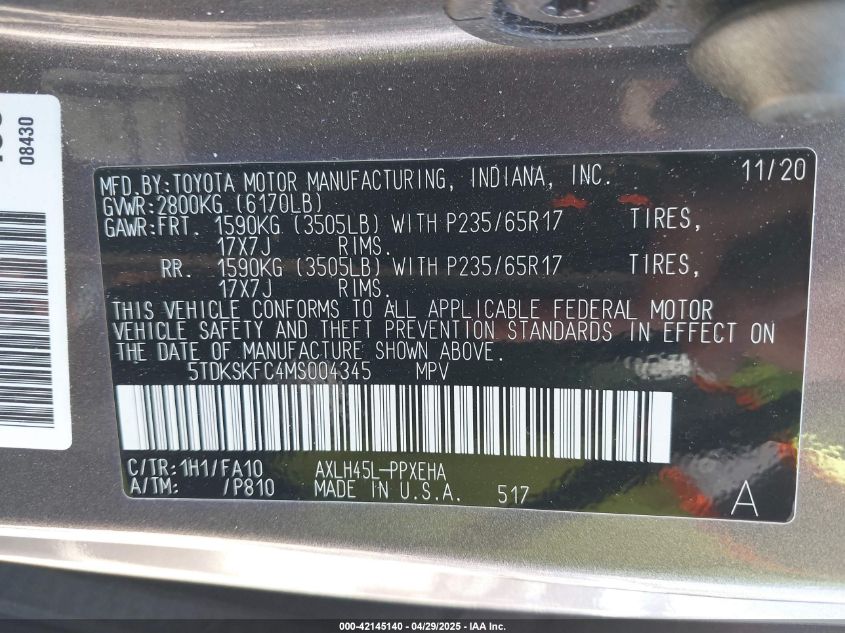 08430
MFD.BY:TOYOTA MOTOR MANUFACTURING, INDIANA, INC. 11/20
GVWR:2800KG (6170LB)
GAWR:FRT. 1590KG (3505LB) WITH P235/65R17 TIRES,
17X7J RIMS.
RR. 1590KG (3505LB) WITH P235/65R17 TIRES,
17X7J RIMS.
THIS VEHICLE CONFORMS TO ALL APPLICABLE FEDERAL MOTOR
VEHICLE SAFETY AND THEFT PREVENTION STANDARDS IN EFFECT ON
THE DATE OF MANUFACTURE SHOWN ABOVE.
5TDKSKFC4MS004345 MPV
C/TR:1H1/FA10 AXLH45L-PPXEHA
A/TM: /P810 MADE IN U.S.A. 517 A
000-42145140 - 04/29/2025 - IAA Inc.